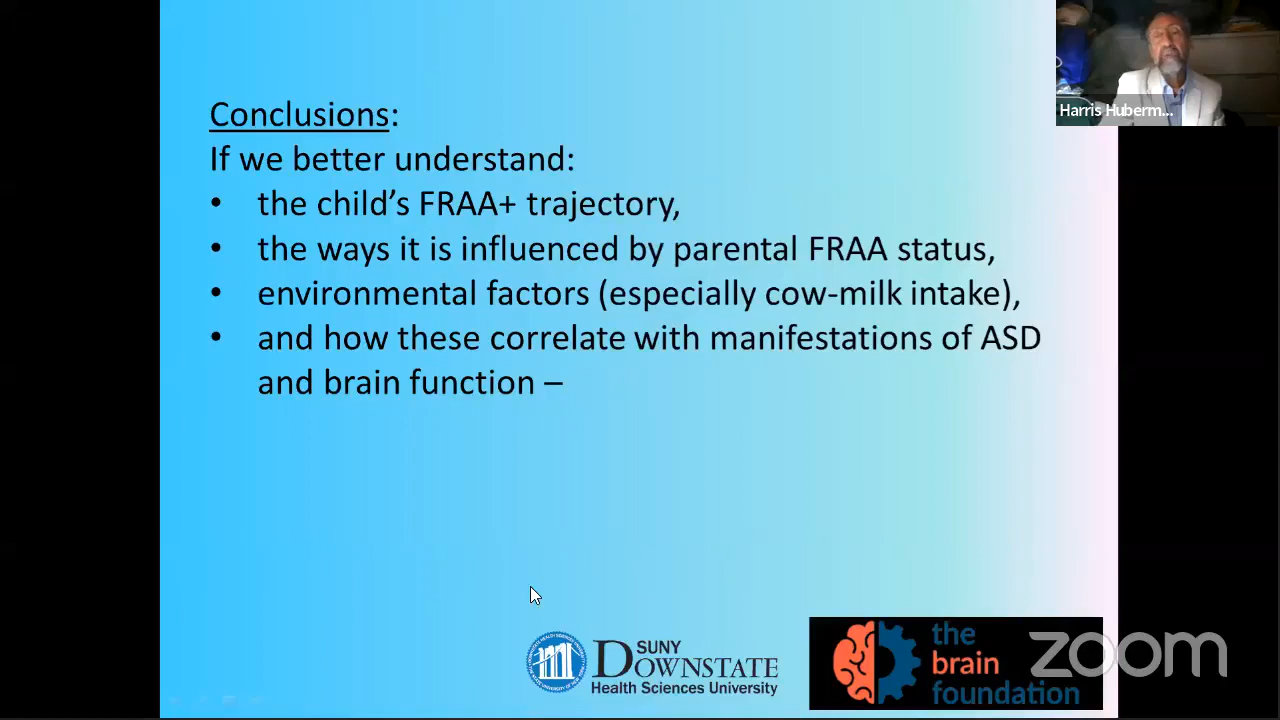 Harris Huberm...
Conclusions:
If we better understand:
• the child’s FRAA+ trajectory,
• the ways it is influenced by parental FRAA status,
• environmental factors (especially cow-milk intake),
• and how these correlate with manifestations of ASD
and brain function –
SUNY
DOWNSTATE
Health Sciences University
the
brain
foundation
zoom